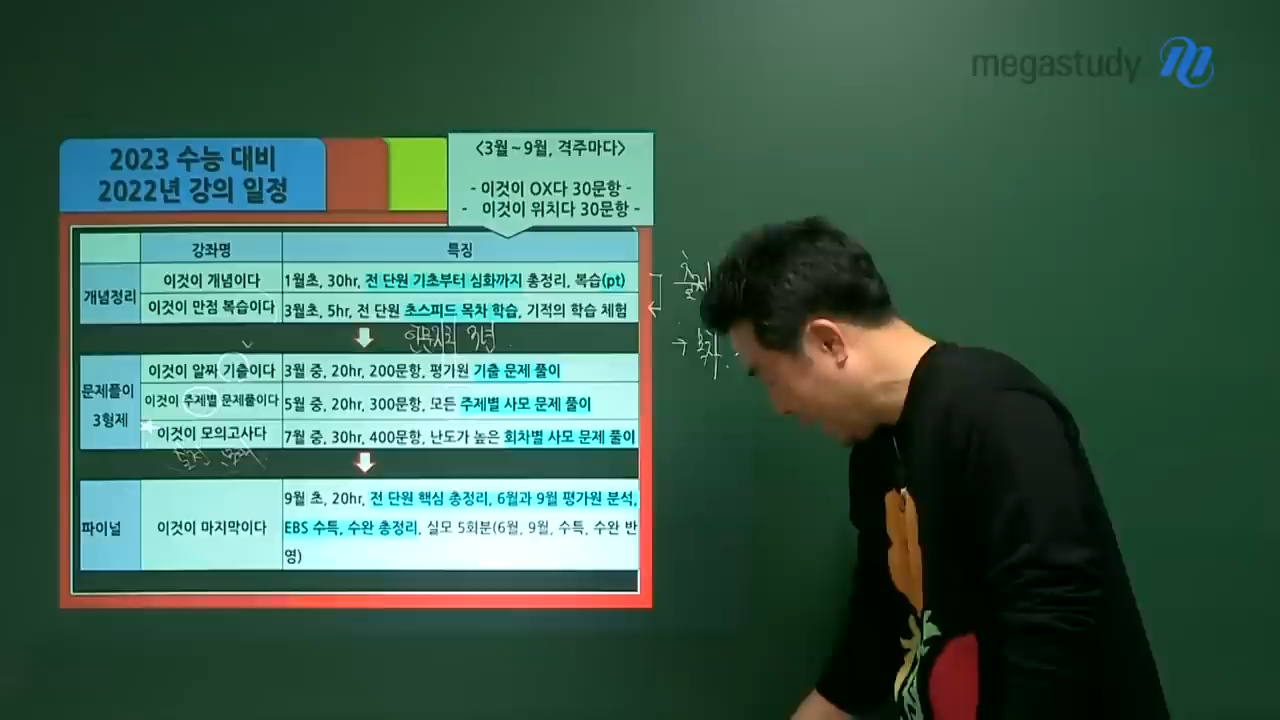 megastudy
2023 수능 대비
2022년 강의 일정
<3월~9월, 격주마다>
- 이것이 OX다 30문항 -
- 이것이 위치다 30문항 -
강좌명 특징
개념정리
이것이 개념이다 1월초, 30hr, 전 단원 기초부터 심화까지 총정리, 복습(pt)
이것이 만점 복습이다 3월초, 5hr, 전 단원 초스피드 목차 학습, 기적의 학습 체험
문제풀이
3형제
이것이 알짜 기출이다 3월 중, 20hr, 200문항, 평가원 기출 문제 풀이
이것이 주제별 문제풀이다 5월 중, 20hr, 300문항, 모든 주제별 사모 문제 풀이
이것이 모의고사다 7월 중, 30hr, 400문항, 난도가 높은 회차별 사모 문제 풀이
파이널
이것이 마지막이다
9월 초, 20hr, 전 단원 핵심 총정리, 6월과 9월 평가원 분석,
EBS 수특, 수완 총정리, 실모 5회분(6월, 9월, 수특, 수완 반
영)